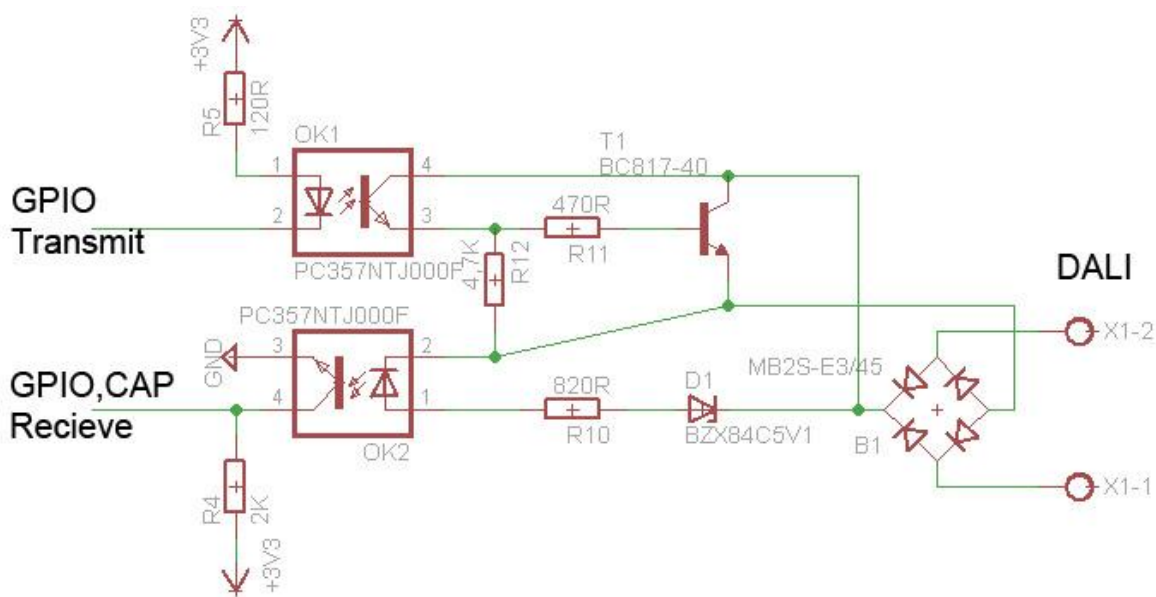 +3V3
R5
120R
OK1
1
4
T1
BC817-40
GPIO
Transmit
2
3
470R
R11
4,7K
R12
PC357NTJ000F
DALI
PC357NTJ000F
X1-2
GND
3
2
MB2S-E3/45
GPIO,CAP
Recieve
4
1
820R
R10
D1
BZX84C5V1
B1
OK2
X1-1
R4
2K
+3V3